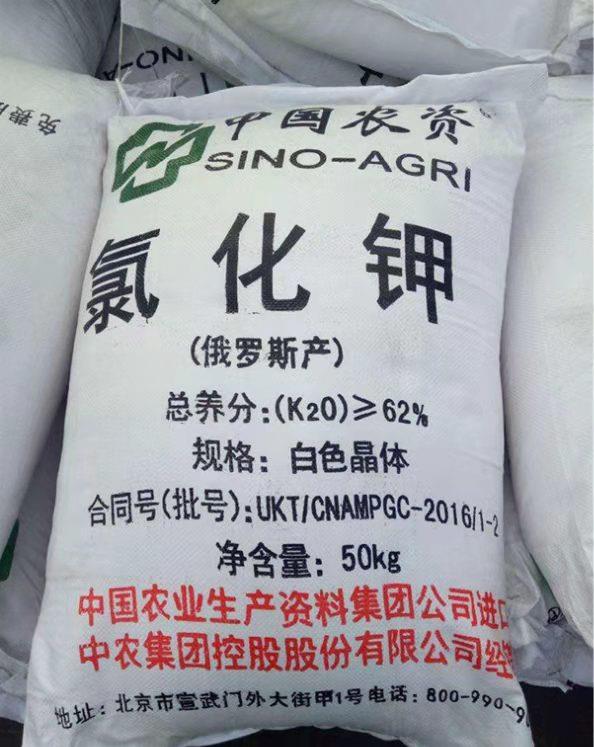 中国农资
SINO-AGRI
氯化钾
(俄罗斯产)
总养分:(K2O)≥62%
规格: 白色晶体
合同号(批号):UKT/CNAMPGC-2016/1-2
净含量: 50kg
中国农业生产资料集团公司进口
中农集团控股股份有限公司经
地址: 北京市宣武门外大街甲1号电话: 800-990-9
免费